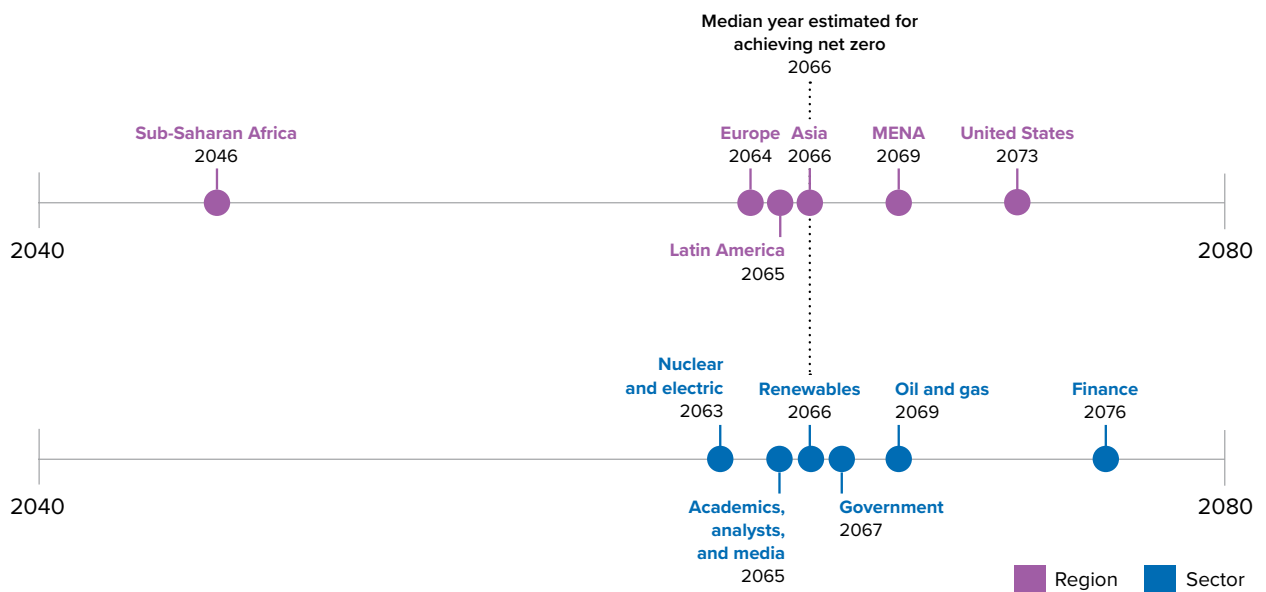 Median year estimated for
achieving net zero
2066
Sub-Saharan Africa
2046
Europe
2064
Asia
2066
MENA
2069
United States
2073
2040
Latin America
2065
2080
Nuclear
and electric
2063
Renewables
2066
Oil and gas
2069
Finance
2076
2040
Academics,
analysts,
and media
2065
Government
2067
2080
Region
Sector